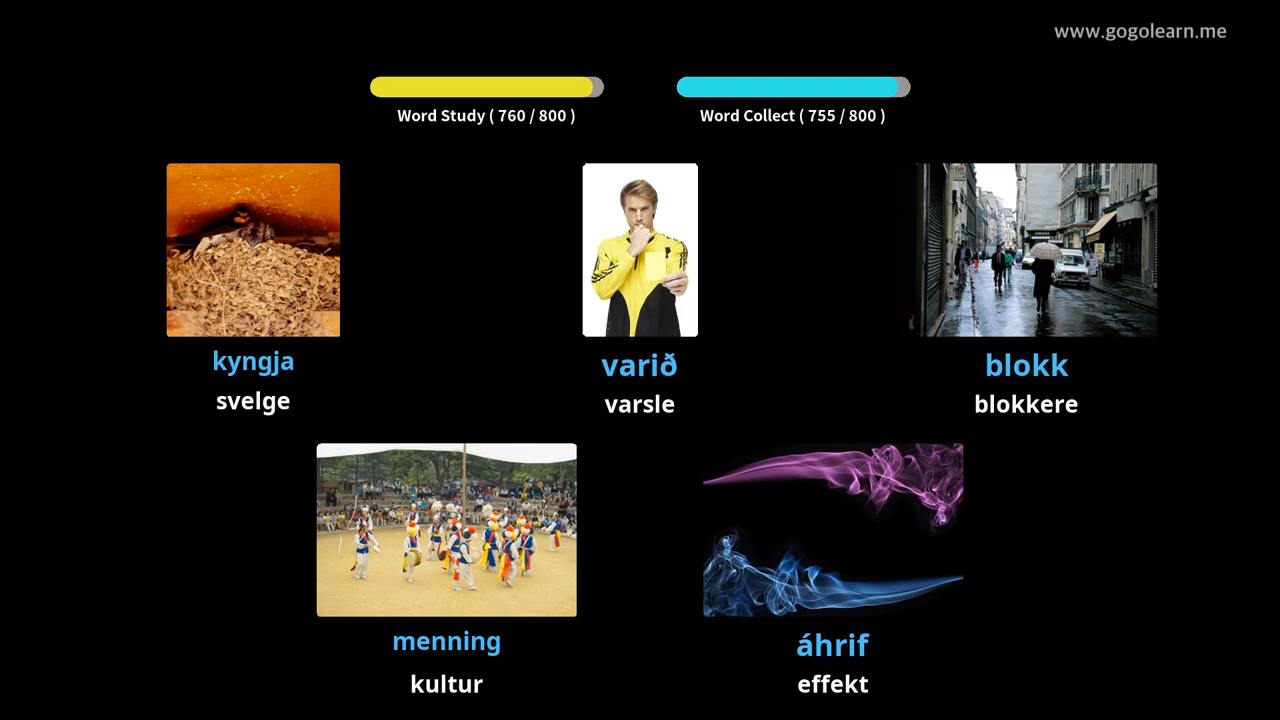 www.gogolearn.me
Word Study ( 760 / 800 )
Word Collect ( 755 / 800 )
kyngja
svelge
varið
varsle
blokk
blokkere
menning
kultur
áhrif
effekt